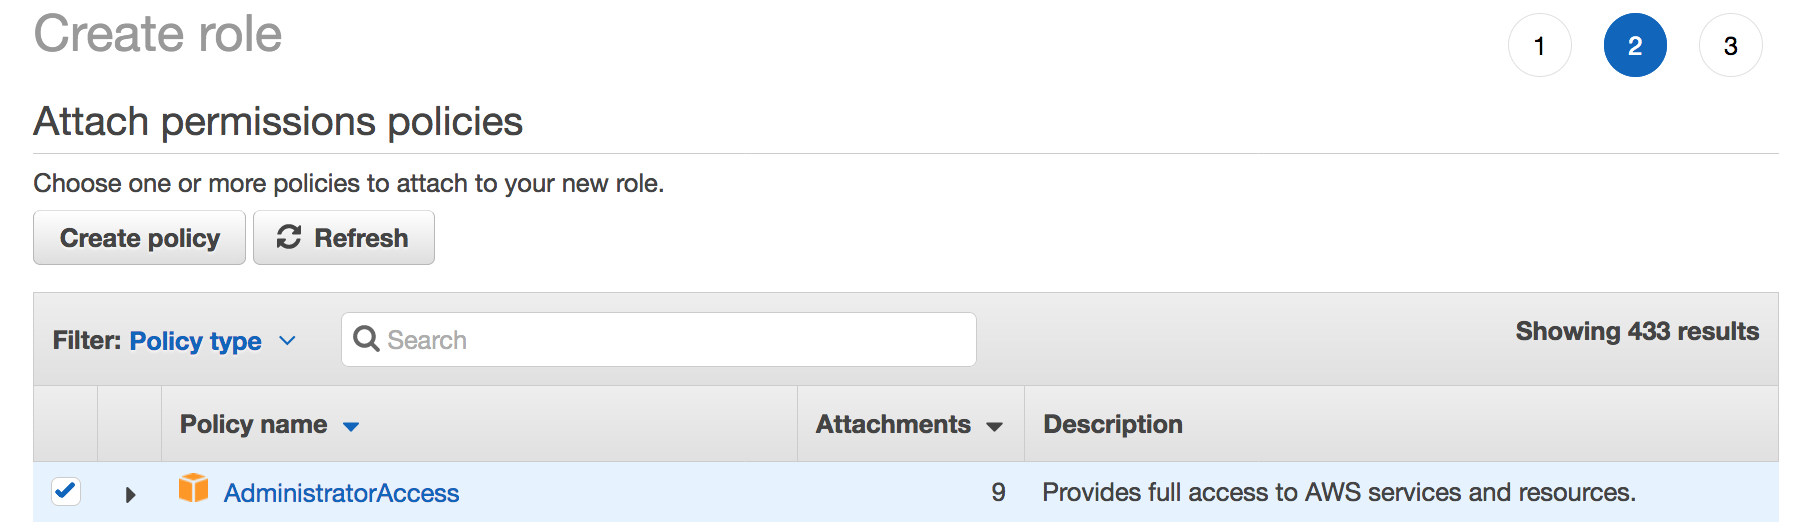 Create role
1 2 3
Attach permissions policies
Choose one or more policies to attach to your new role.
Create policy Refresh
Filter: Policy type Search Showing 433 results
Policy name Attachments Description
AdministratorAccess 9 Provides full access to AWS services and resources.